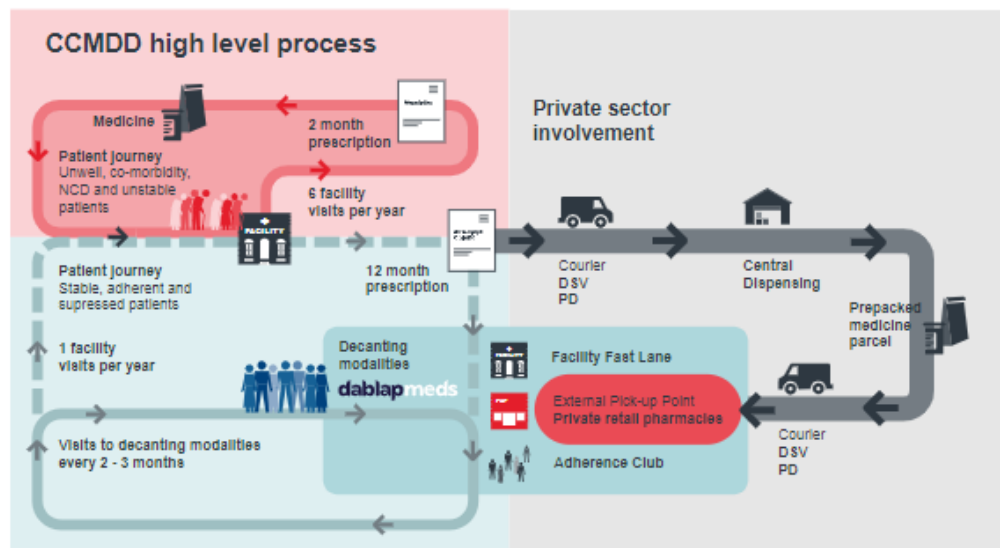 CCMDD high level process
Medicine
2 month
prescription
Patient journey
Unwell, co-morbidity,
NCD and unstable
patients
6 facility
visits per year
FACILITY
Private sector
involvement
Patient journey
Stable, adherent and
supressed patients
12 month
prescription
Courier
DSV
PD
Central
Dispensing
Prepacked
medicine
parcel
1 facility
visits per year
Decanting
modalities
dablapmeds
FACILITY
Facility Fast Lane
External Pick-up Point
Private retail pharmacies
Adherence Club
Courier
DSV
PD
Visits to decanting modalities
every 2 - 3 months